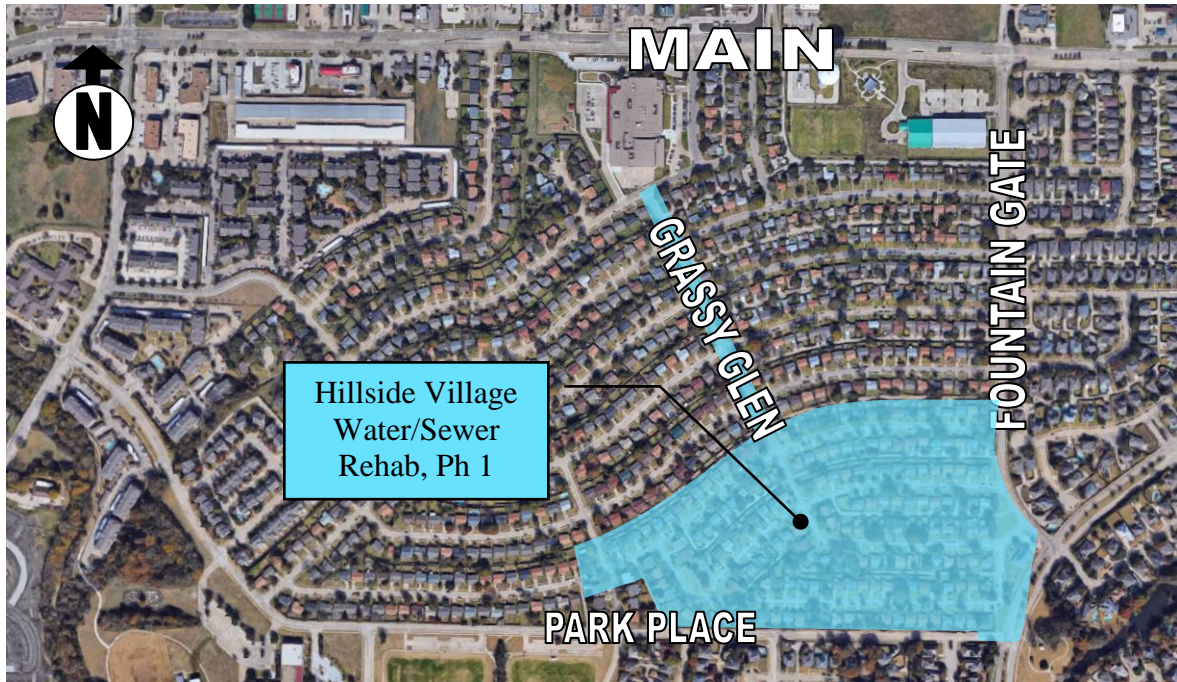 MAIN
N
GRASSY GLEN
FOUNTAIN GATE
Hillside Village
Water/Sewer
Rehab, Ph 1
PARK PLACE